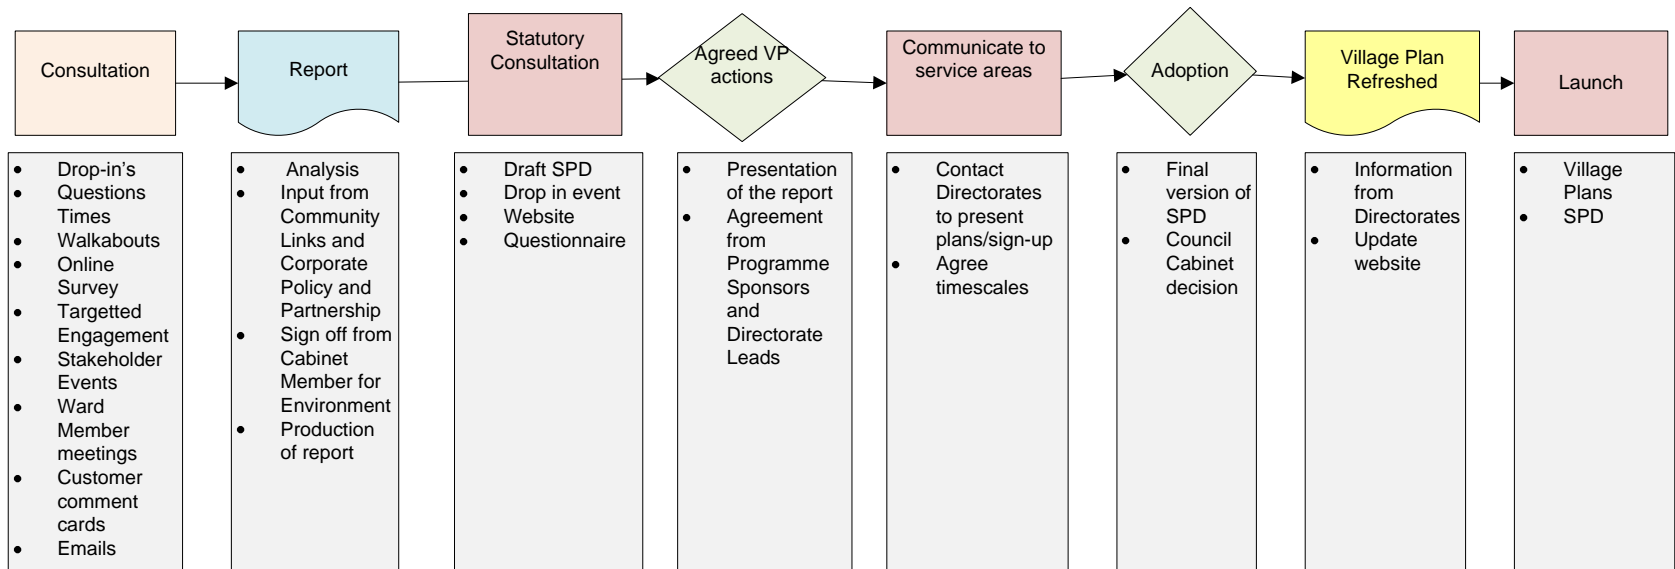 Consultation
Report
Statutory
Consultation
Agreed VP
actions
Communicate to
service areas
Adoption
Village Plan
Refreshed
Launch
• Drop-in's
• Questions
Times
• Walkabouts
• Online
Survey
• Targetted
Engagement
• Stakeholder
Events
• Ward
Member
meetings
• Customer
comment
cards
• Emails
• Analysis
• Input from
Community
Links and
Corporate
Policy and
Partnership
• Sign off from
Cabinet
Member for
Environment
• Production
of report
• Draft SPD
• Drop in event
• Website
• Questionnaire
• Presentation
of the report
• Agreement
from
Programme
Sponsors
and
Directorate
Leads
• Contact
Directorates
to present
plans/sign-up
• Agree
timescales
• Final
version of
SPD
• Council
Cabinet
decision
• Information
from
Directorates
• Update
website
• Village
Plans
• SPD